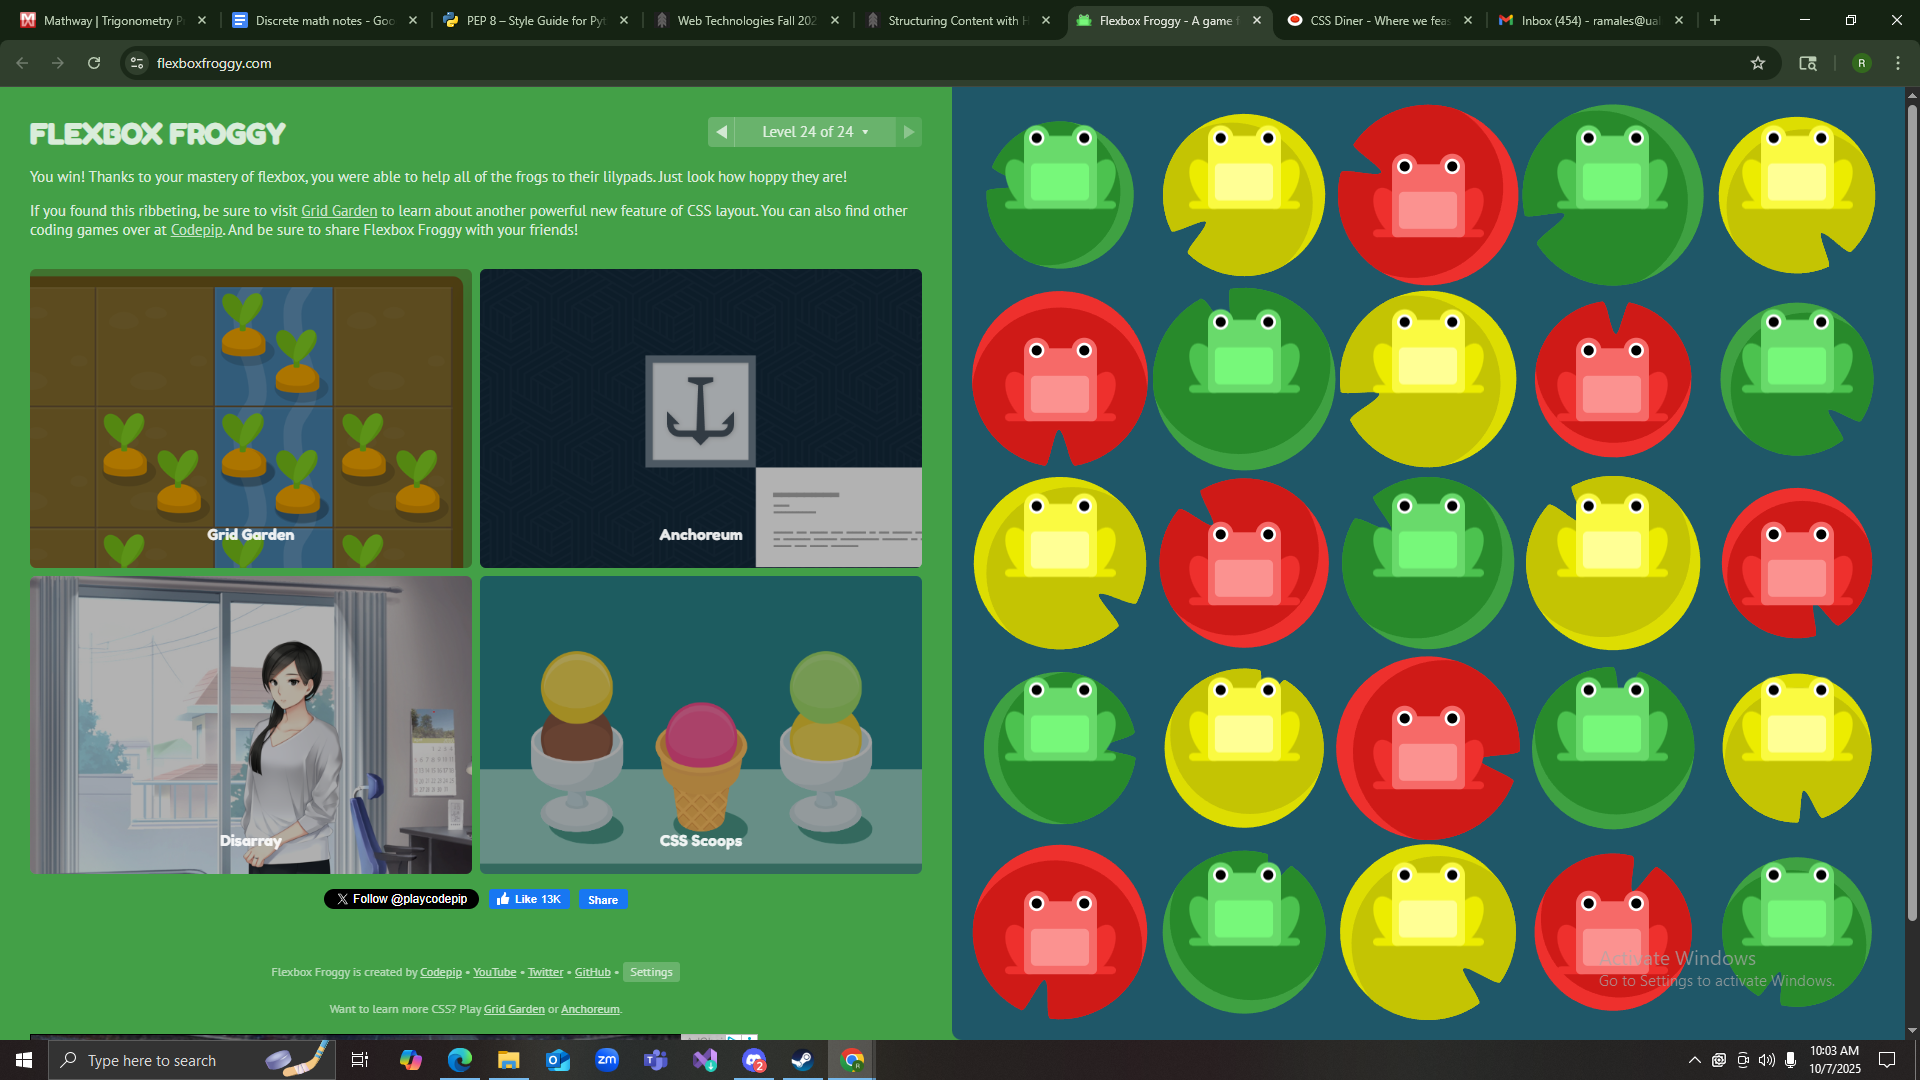 Mathway | Trigonometry P
Discrete math notes - Goo
PEP 8 – Style Guide for Pyt
Web Technologies Fall 202
Structuring Content with H
Flexbox Froggy - A game f
CSS Diner - Where we feas
Inbox (454) - ramales@ual
flexboxfroggy.com
R
FLEXBOX FROGGY
Level 24 of 24
You win! Thanks to your mastery of flexbox, you were able to help all of the frogs to their lilypads. Just look how hoppy they are!
If you found this ribbeting, be sure to visit Grid Garden to learn about another powerful new feature of CSS layout. You can also find other
coding games over at Codepip. And be sure to share Flexbox Froggy with your friends!
Grid Garden
Anchoreum
Disarray
CSS Scoops
X Follow @playcodepip
Like 13K
Share
Flexbox Froggy is created by Codepip • YouTube • Twitter • GitHub • Settings
Want to learn more CSS? Play Grid Garden or Anchoreum.
Activate Windows
Go to Settings to activate Windows.
Type here to search
zm
2
10:03 AM
10/7/2025